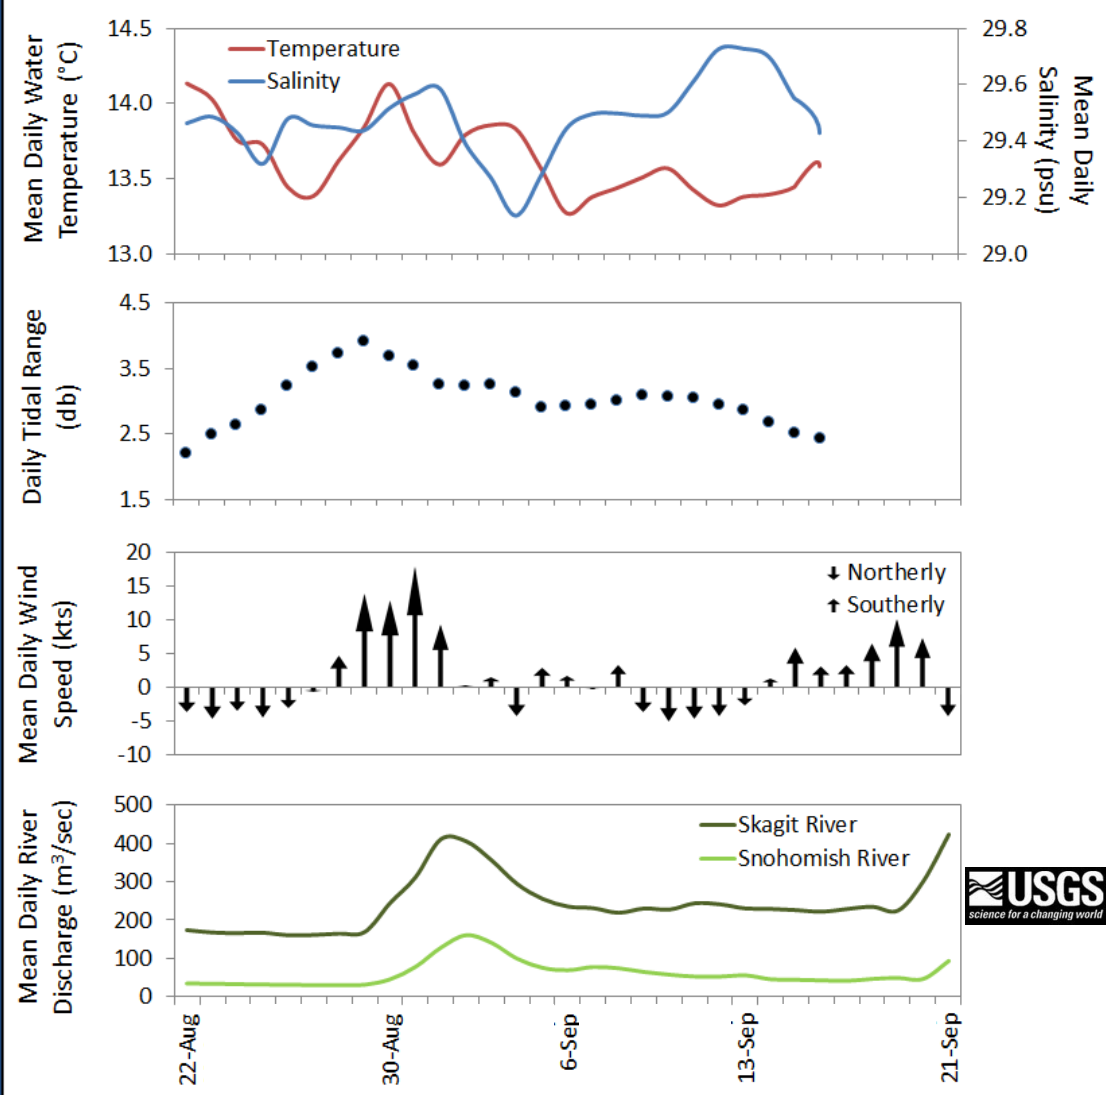 Mean Daily Water
Temperature (°C)
14.5
14.0
13.5
13.0
Temperature
Salinity
29.8
29.6
29.4
29.2
29.0
Mean Daily
Salinity (psu)
Daily Tidal Range
(db)
4.5
3.5
2.5
1.5
Mean Daily Wind
Speed (kts)
20
15
10
5
0
-5
-10
Northerly
Southerly
Mean Daily River
Discharge (m³/sec)
500
400
300
200
100
0
Skagit River
Snohomish River
22-Aug
30-Aug
6-Sep
13-Sep
21-Sep
USGS
science for a changing world